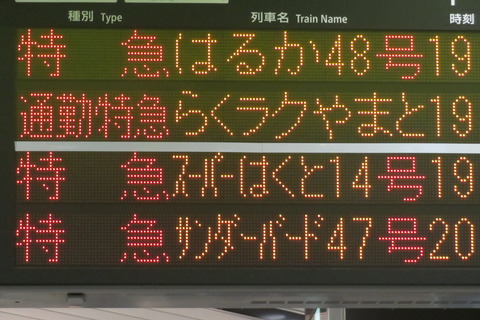 種別 Type 列車名 Train Name 時刻
特急はるか48号19
通勤特急らくラクやまと19
特急ｽｰﾊﾟｰはくと14号19
特急ｻﾝﾀﾞｰﾊﾞｰﾄﾞ47号20